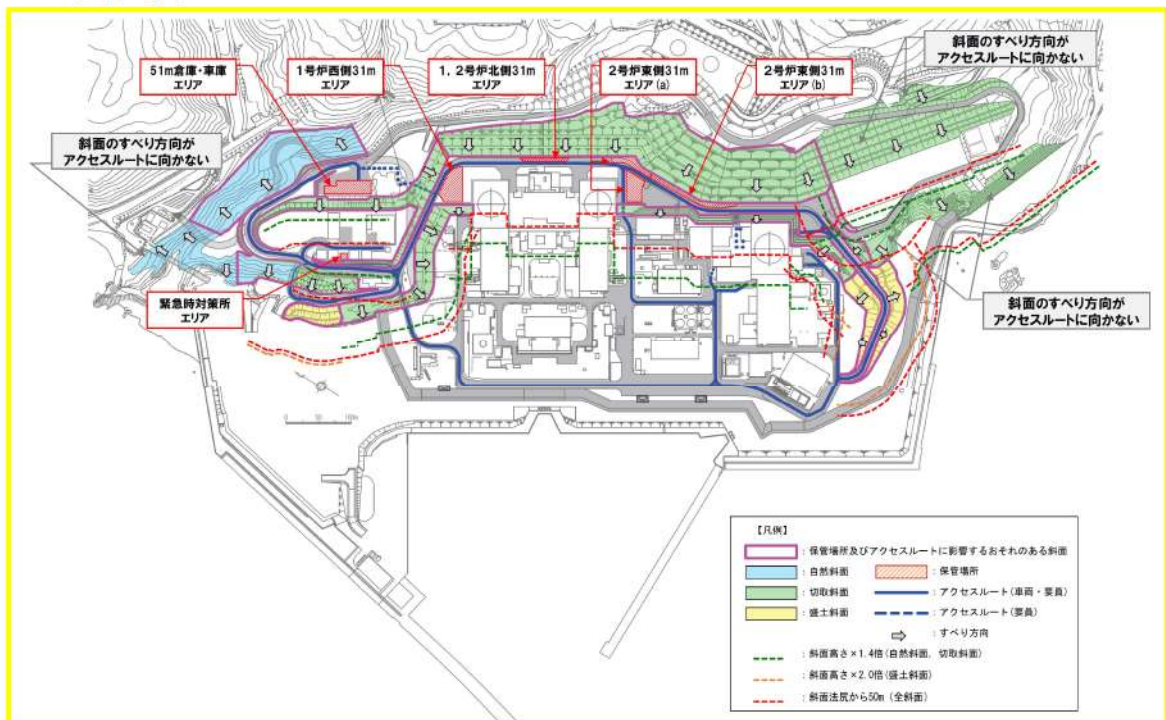 51m倉庫・車庫
エリア
1号炉西側31m
エリア
1, 2号炉北側31m
エリア
2号炉東側31m
エリア(a)
2号炉東側31m
エリア(b)
斜面のすべり方向が
アクセスルートに向かない
斜面のすべり方向が
アクセスルートに向かない
緊急時対策所
エリア
斜面のすべり方向が
アクセスルートに向かない
0 50 100m
【凡例】
：保管場所及びアクセスルートに影響するおそれのある斜面
：自然斜面
：保管場所
：切取斜面
：アクセスルート(車両・要員)
：盛土斜面
：アクセスルート(要員)
：すべり方向
：斜面高さ×1.4倍(自然斜面, 切取斜面)
：斜面高さ×2.0倍(盛土斜面)
：斜面法尻から50m (全斜面)